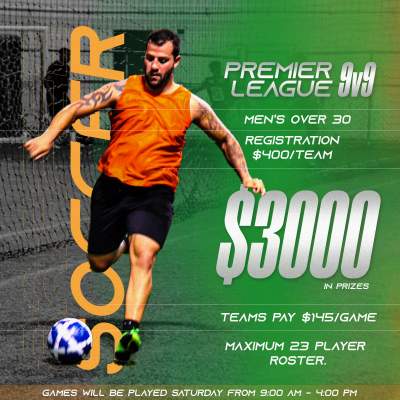 SOCCER
PREMIER
LEAGUE 9v9
MEN'S OVER 30
REGISTRATION
$400/TEAM
$3000
IN PRIZES
TEAMS PAY $145/GAME
MAXIMUM 23 PLAYER
ROSTER.
GAMES WILL BE PLAYED SATURDAY FROM 9:00 AM - 4:00 PM